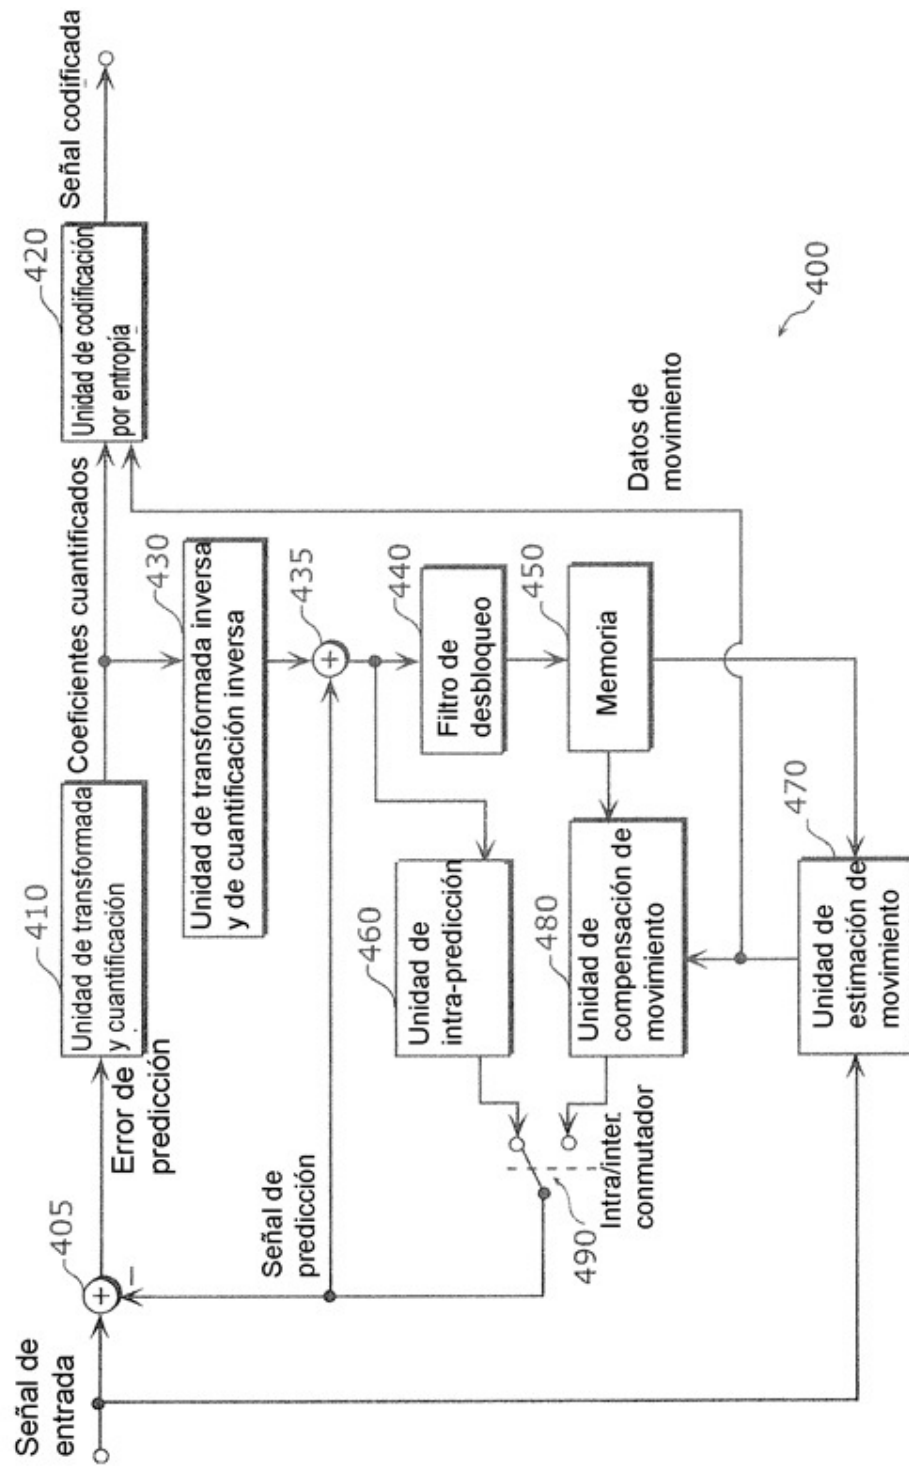 Señal de
entrada
405
Error de
predicción
410
Unidad de transformada
y cuantificación
Coeficientes cuantificados
420
Unidad de codificación
por entropía
Señal codificada
430
Unidad de transformada inversa
y de cuantificación inversa
435
Señal de
predicción
440
Filtro de
desbloqueo
460
Unidad de
intra-predicción
450
Memoria
480
Unidad de
compensación de
movimiento
490
Intra/inter.
conmutador
Datos de
movimiento
470
Unidad de
estimación de
movimiento
400